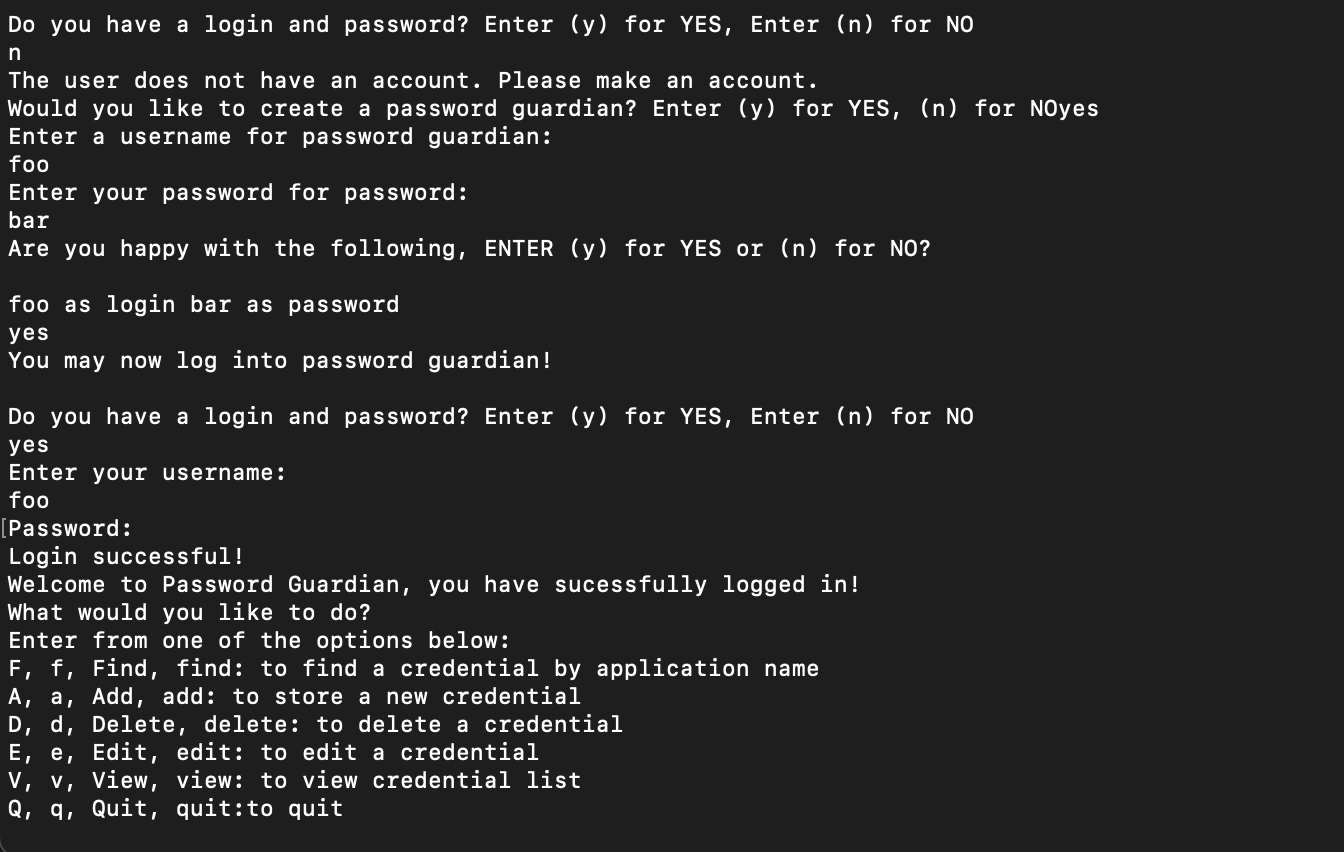 Do you have a login and password? Enter (y) for YES, Enter (n) for NO
n
The user does not have an account. Please make an account.
Would you like to create a password guardian? Enter (y) for YES, (n) for NOyes
Enter a username for password guardian:
foo
Enter your password for password:
bar
Are you happy with the following, ENTER (y) for YES or (n) for NO?
foo as login bar as password
yes
You may now log into password guardian!
Do you have a login and password? Enter (y) for YES, Enter (n) for NO
yes
Enter your username:
foo
[Password:
Login successful!
Welcome to Password Guardian, you have sucessfully logged in!
What would you like to do?
Enter from one of the options below:
F, f, Find, find: to find a credential by application name
A, a, Add, add: to store a new credential
D, d, Delete, delete: to delete a credential
E, e, Edit, edit: to edit a credential
V, v, View, view: to view credential list
Q, q, Quit, quit:to quit